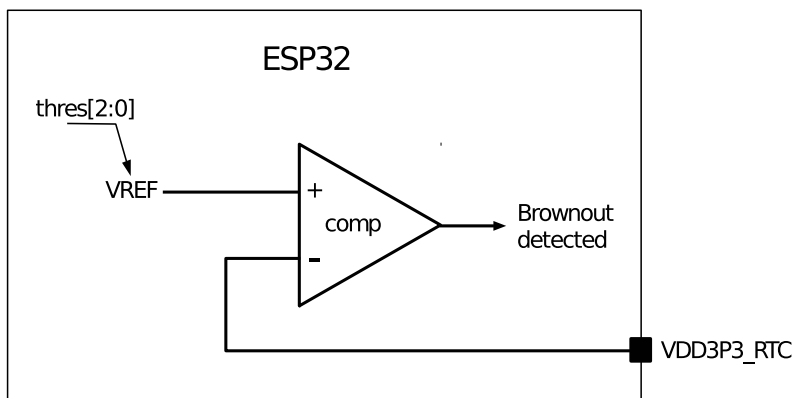 ESP32
thres[2:0]
VREF
+
comp
-
Brownout
detected
VDD3P3_RTC